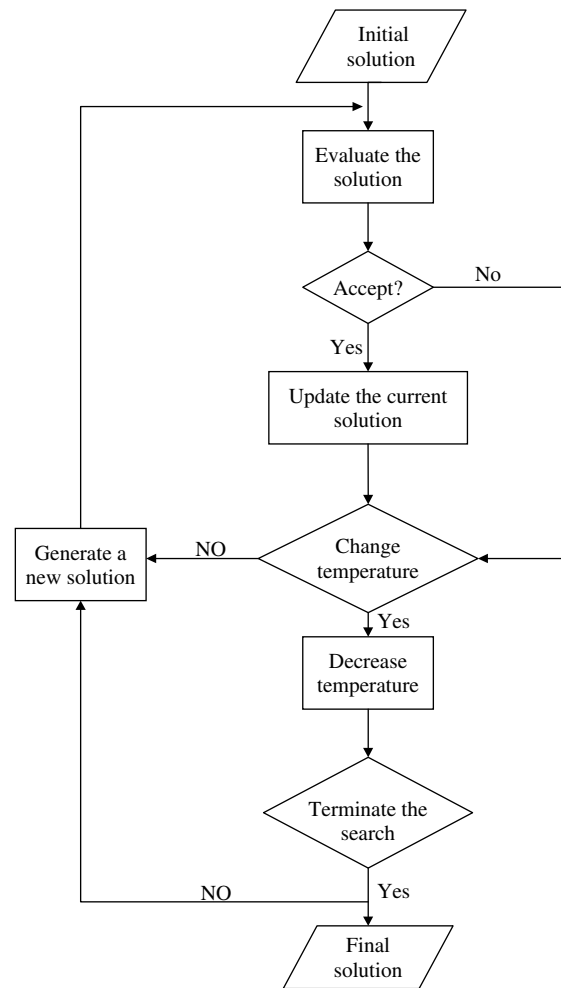 Initial
solution
Evaluate the
solution
Accept?
No
Yes
Update the current
solution
Generate a
new solution
NO
Change
temperature
Yes
Decrease
temperature
Terminate the
search
NO
Yes
Final
solution